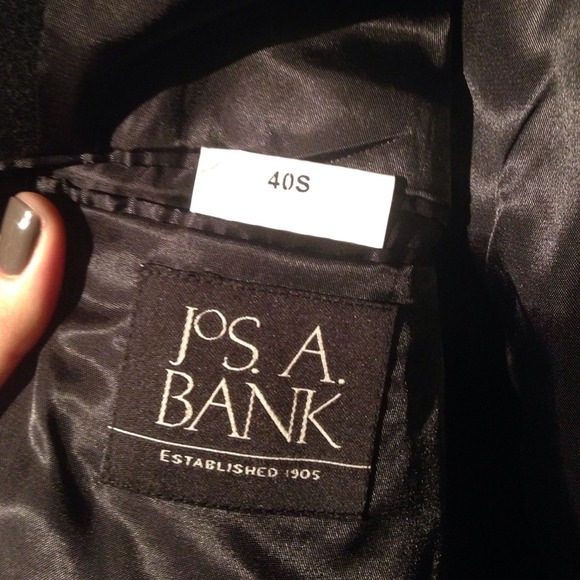 40S
JoS. A.
BANK
ESTABLISHED 1905